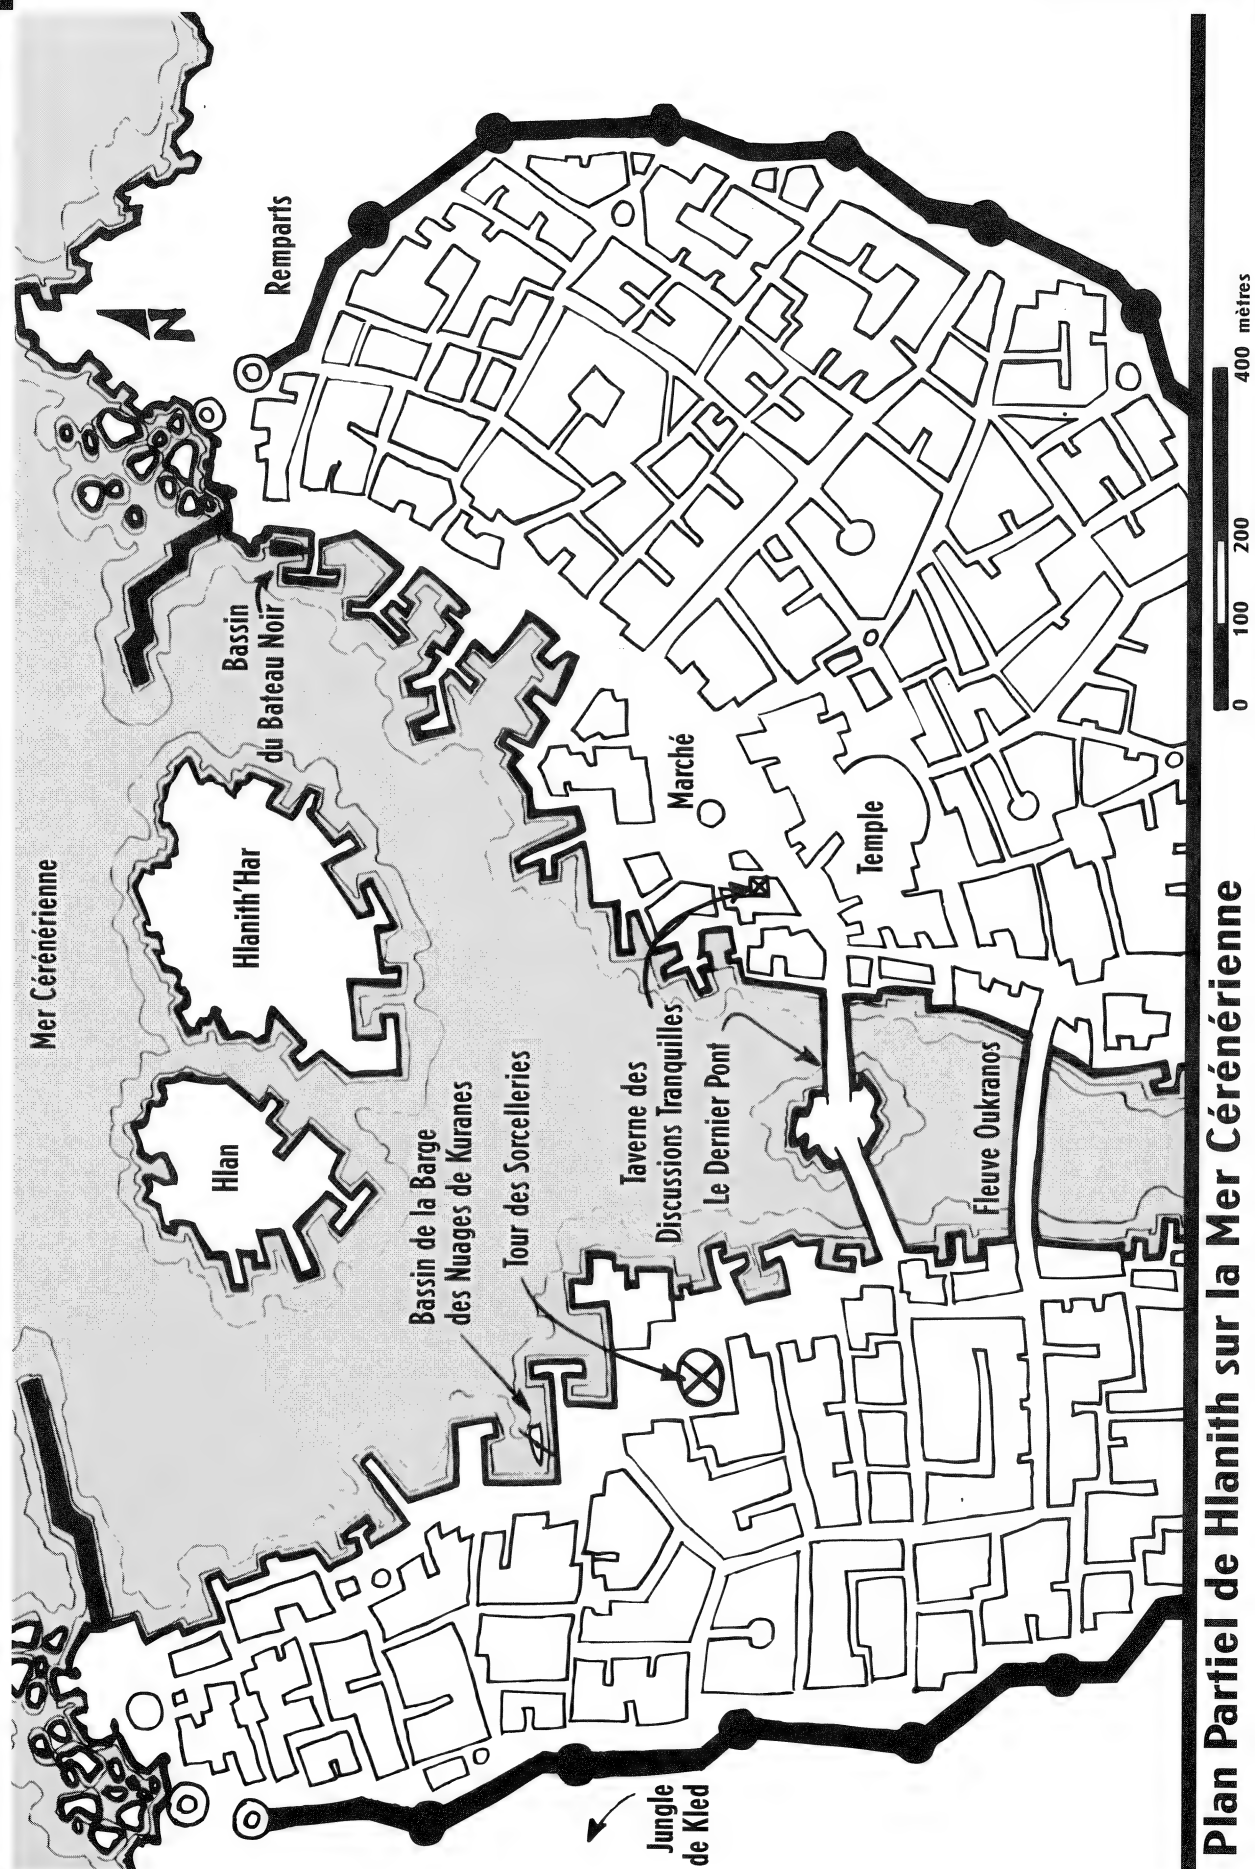 Mer Cérénérienne
Remparts
N
Bassin
du Bateau Noir
Hlanith'Har
Hlan
Bassin de la Barge
des Nuages de Kuranes
Tour des Sorcelleries
Marché
Taverne des
Discussions Tranquilles
Le Dernier Pont
Temple
Fleuve Oukranos
Jungle
de Kled
0 100 200 400 mètres
Plan Partiel de Hlanith sur la Mer Cérénérienne